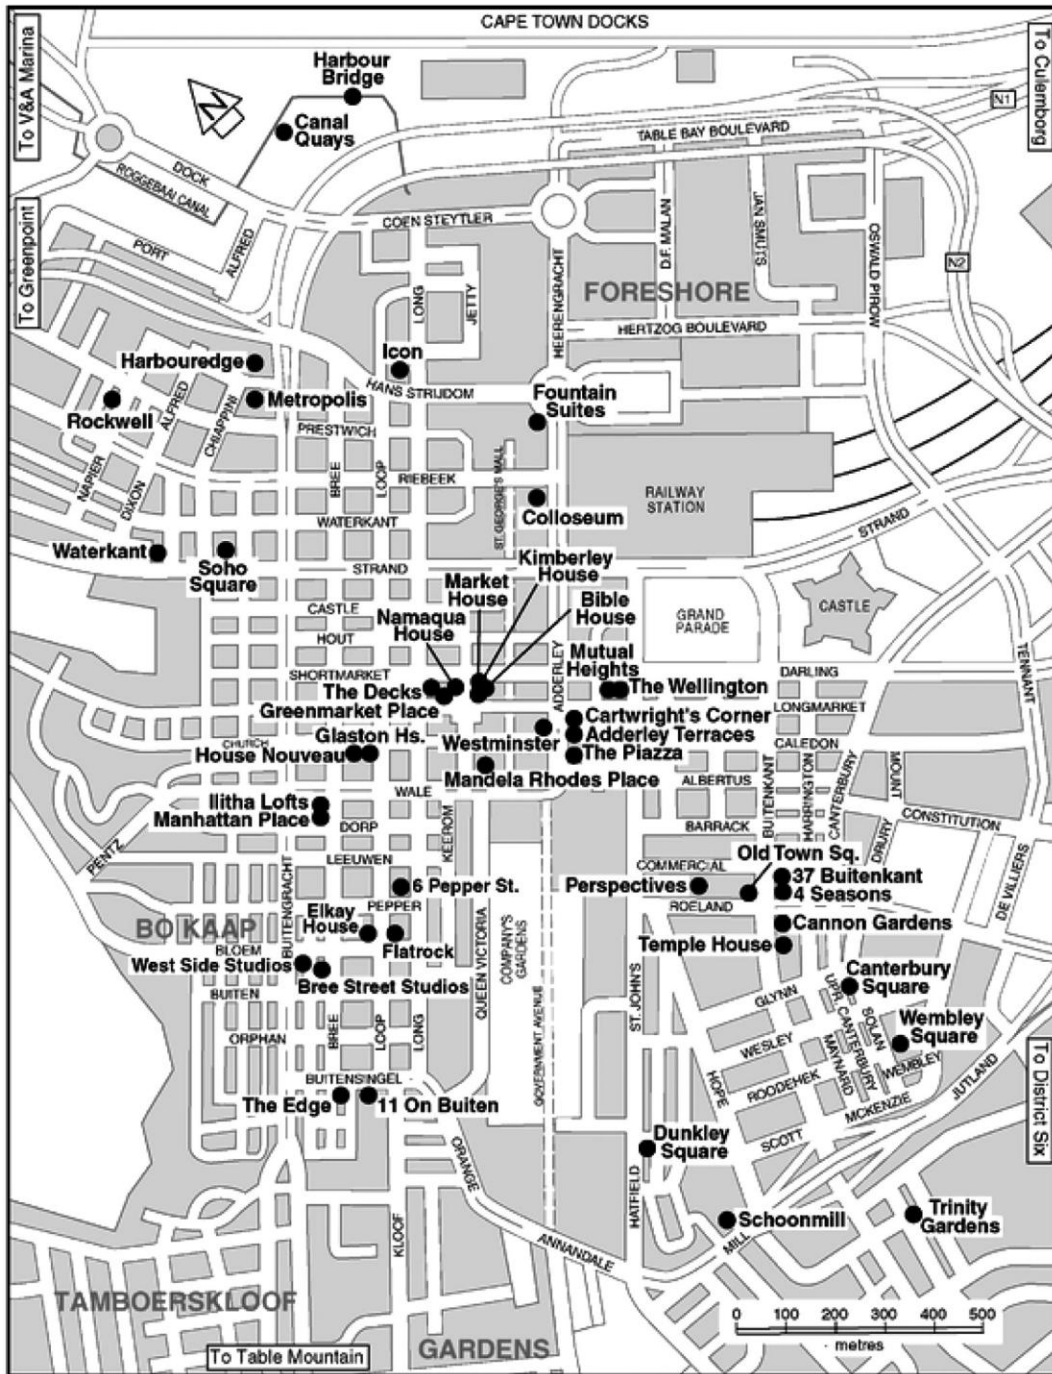 CAPE TOWN DOCKS
To V&A Marina
To Culemborg
Harbour
Bridge
N
Canal
Quays
N1
TABLE BAY BOULEVARD
DOCK
ROGGEBAAI CANAL
To Greenpoint
PORT
ALFRED
COEN STEYTLER
D.F. MALAN
JAN SMUTS
OSWALD PIROW
N2
LONG
JETTY
HEERENGRACHT
FORESHORE
HERTZOG BOULEVARD
Harbouredge
Icon
HANS STRIJDOM
Metropolis
Rockwell
ALFRED
CHIAPPINI
PRESTWICH
Fountain
Suites
NAPIER
DIXON
BREE
LOOP
RIEBEEK
ST. GEORGE'S MALL
RAILWAY
STATION
Colloseum
WATERKANT
STRAND
Waterkant
Soho
Square
STRAND
Kimberley
House
Market
House
Bible
House
CASTLE
HOUT
Namaqua
House
GRAND
PARADE
CASTLE
ADDERLEY
Mutual
Heights
TENNANT
SHORTMARKET
The Decks
Greenmarket Place
The Wellington
DARLING
LONGMARKET
Cartwright's Corner
Adderley Terraces
The Piazza
CHURCH
Glaston Hs.
House Nouveau
Westminster
Mandela Rhodes Place
CALEDON
ALBERTUS
BUITENKANT
HARRINGTON
CANTERBURY
MOUNT
WALE
Ilitha Lofts
Manhattan Place
DORP
KEEROM
BARRACK
CONSTITUTION
DRURY
PENTZ
LEEUWEN
COMMERCIAL
Old Town Sq.
DE VILLIERS
6 Pepper St.
PEPPER
Perspectives
ROELAND
37 Buitenkant
4 Seasons
BO KAAP
BUITENGRACHT
Elkay
House
Flatrock
QUEEN VICTORIA
COMPANY'S
GARDENS
Cannon Gardens
Temple House
BLOEM
West Side Studios
Bree Street Studios
BUITEN
ST. JOHN'S
GLYNN
Canterbury
Square
UPR. CANTERBURY
SOLAN
ORPHAN
BREE
LOOP
LONG
GOVERNMENT AVENUE
WESLEY
MAYNARD
Wembley
Square
WEMBLEY
JUTLAND
HOPE
ROODEHEK
MCKENZIE
To District Six
BUITENSINGEL
The Edge
11 On Buiten
SCOTT
ORANGE
Dunkley
Square
HATFIELD
Schoonmill
Trinity
Gardens
KLOOF
ANNANDALE
MILL
TAMBOERSKLOOF
GARDENS
To Table Mountain
0 100 200 300 400 500
metres